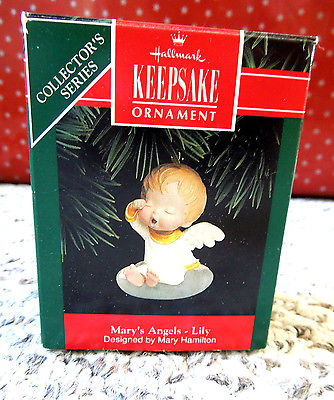 COLLECTOR'S
SERIES
Hallmark
KEEPSAKE
ORNAMENT
Mary's Angels - Lily
Designed by Mary Hamilton